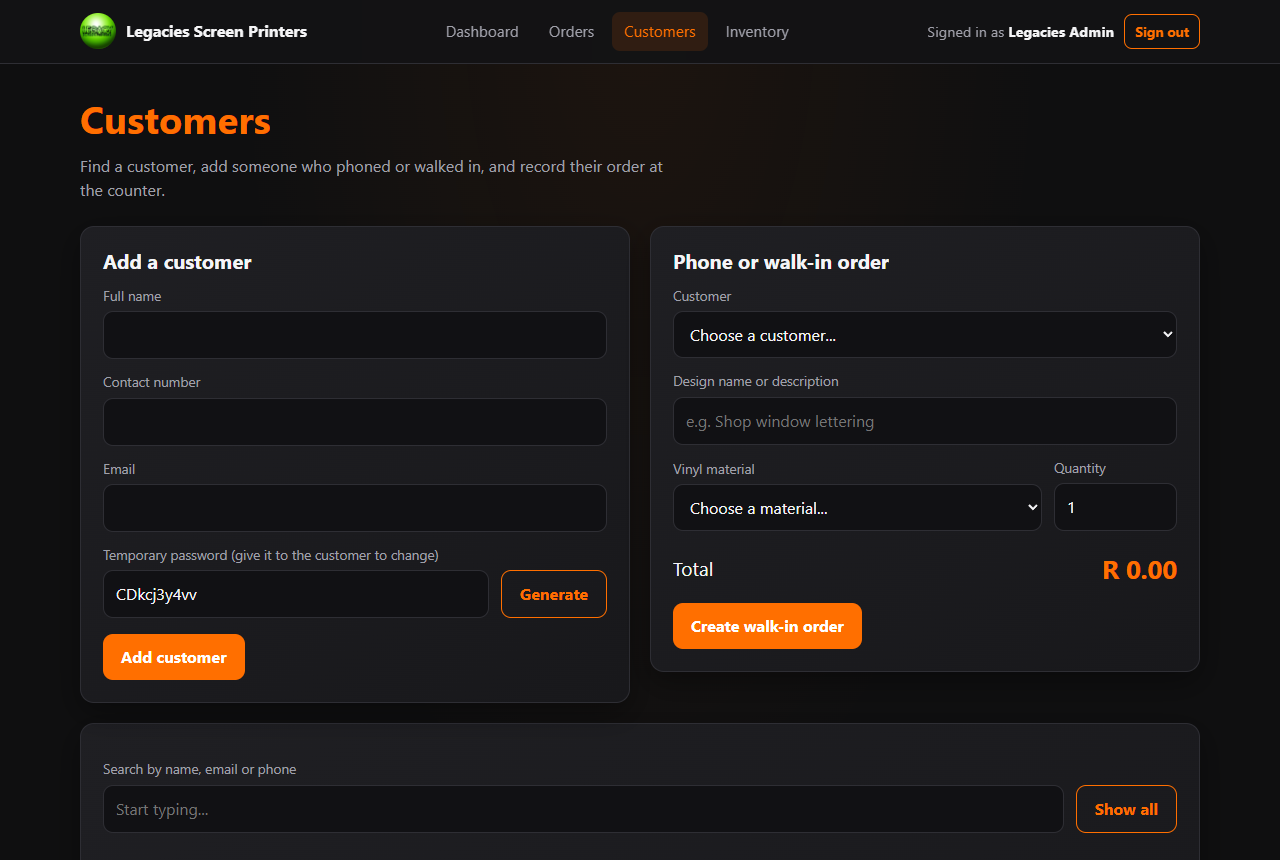 Legacies Screen Printers
Dashboard
Orders
Customers
Inventory
Signed in as Legacies Admin
Sign out
Customers
Find a customer, add someone who phoned or walked in, and record their order at
the counter.
Add a customer
Full name
Contact number
Email
Temporary password (give it to the customer to change)
CDkcj3y4vv
Generate
Add customer
Phone or walk-in order
Customer
Choose a customer...
Design name or description
e.g. Shop window lettering
Vinyl material
Quantity
Choose a material...
1
Total
R 0.00
Create walk-in order
Search by name, email or phone
Start typing...
Show all